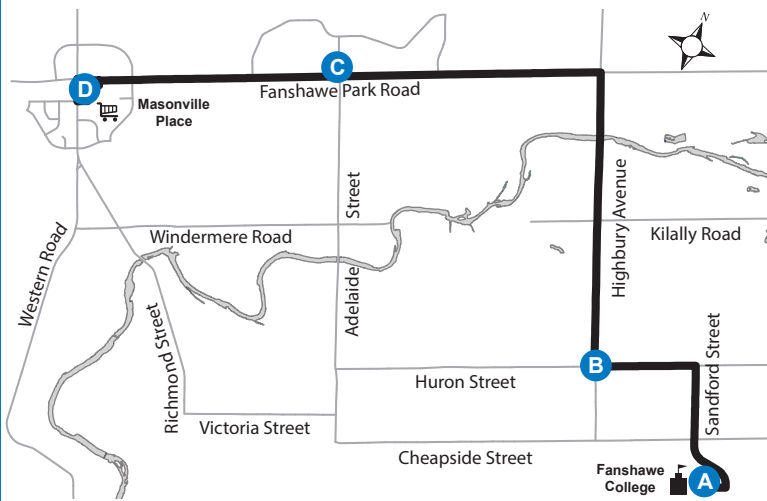 N
C
D
Fanshawe Park Road
Masonville
Place
Street
Highbury Avenue
Windermere Road
Kilally Road
Western Road
Adelaide
Richmond Street
Sandford Street
B
Huron Street
Victoria Street
Cheapside Street
Fanshawe
College
A